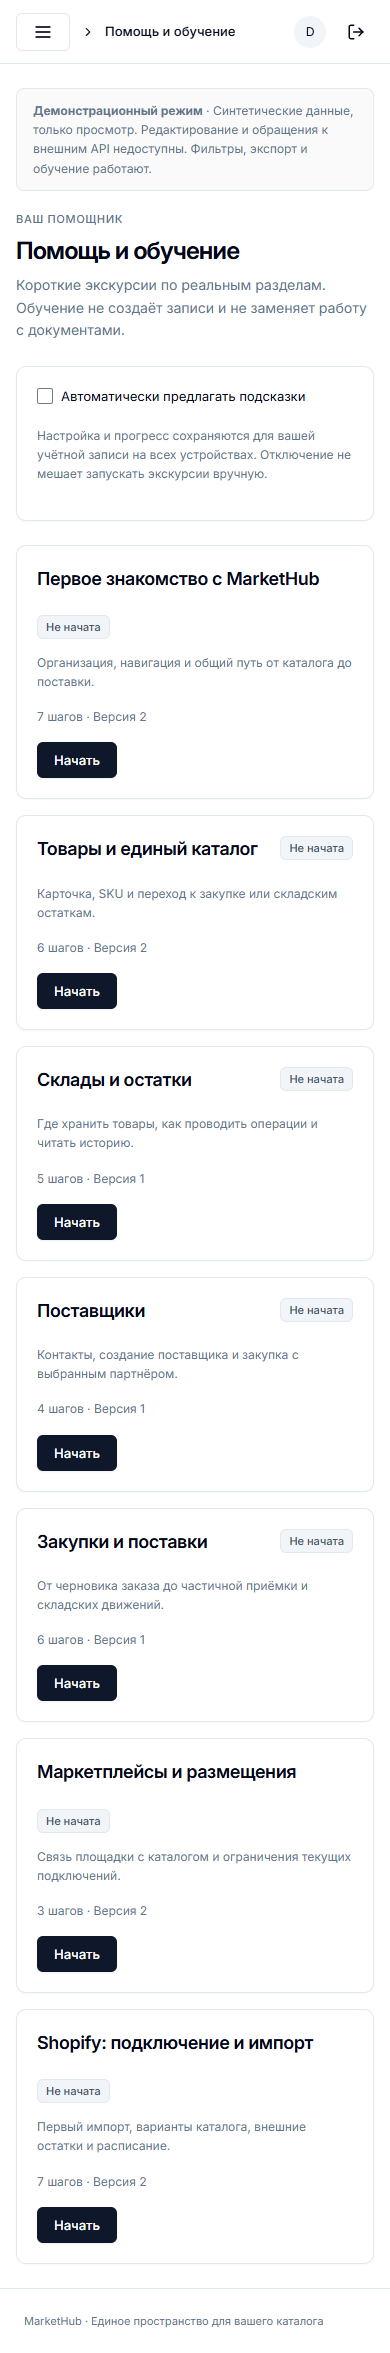 Помощь и обучение
D
Демонстрационный режим · Синтетические данные,
только просмотр. Редактирование и обращения к
внешним API недоступны. Фильтры, экспорт и
обучение работают.
ВАШ ПОМОЩНИК
Помощь и обучение
Короткие экскурсии по реальным разделам.
Обучение не создаёт записи и не заменяет работу
с документами.
Автоматически предлагать подсказки
Настройка и прогресс сохраняются для вашей
учётной записи на всех устройствах. Отключение не
мешает запускать экскурсии вручную.
Первое знакомство с MarketHub
Не начата
Организация, навигация и общий путь от каталога до
поставки.
7 шагов · Версия 2
Начать
Товары и единый каталог
Не начата
Карточка, SKU и переход к закупке или складским
остаткам.
6 шагов · Версия 2
Начать
Склады и остатки
Не начата
Где хранить товары, как проводить операции и
читать историю.
5 шагов · Версия 1
Начать
Поставщики
Не начата
Контакты, создание поставщика и закупка с
выбранным партнёром.
4 шагов · Версия 1
Начать
Закупки и поставки
Не начата
От черновика заказа до частичной приёмки и
складских движений.
6 шагов · Версия 1
Начать
Маркетплейсы и размещения
Не начата
Связь площадки с каталогом и ограничения текущих
подключений.
3 шагов · Версия 2
Начать
Shopify: подключение и импорт
Не начата
Первый импорт, варианты каталога, внешние
остатки и расписание.
7 шагов · Версия 2
Начать
MarketHub · Единое пространство для вашего каталога